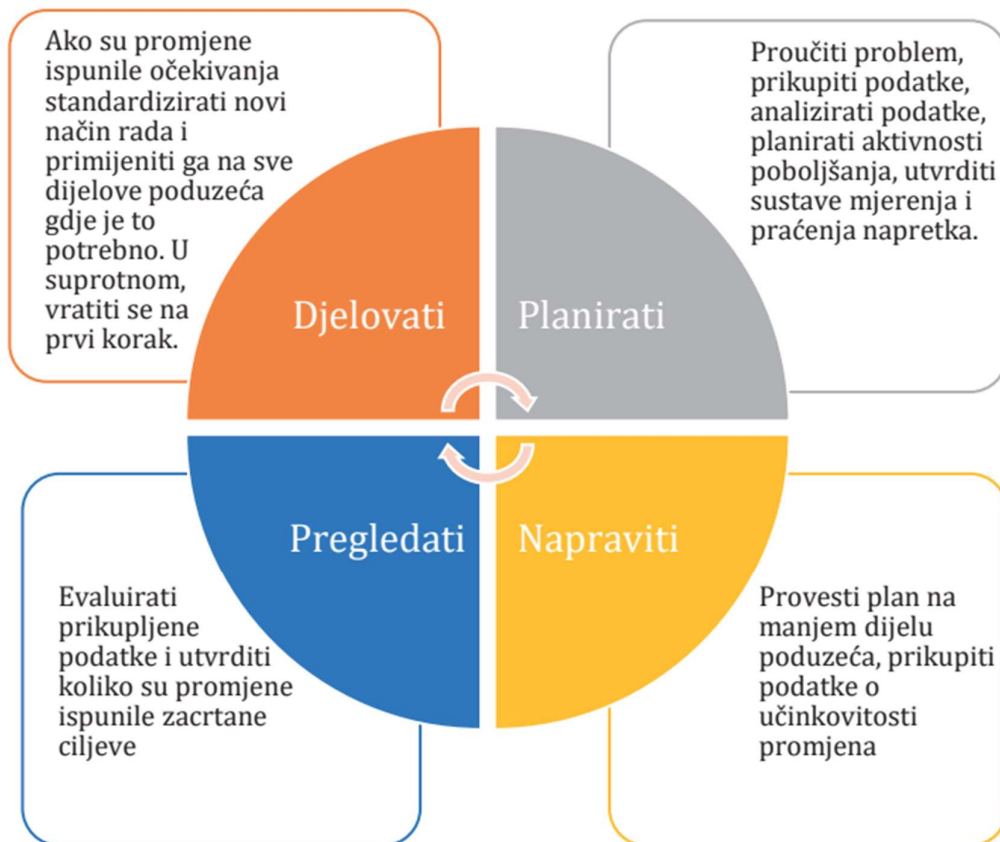 Ako su promjene
ispunile očekivanja
standardizirati novi
način rada i
primijeniti ga na sve
dijelove poduzeća
gdje je to
potrebno. U
suprotnom,
vratiti se na
prvi korak.
Proučiti problem,
prikupiti podatke,
analizirati podatke,
planirati aktivnosti
poboljšanja, utvrditi
sustave mjerenja i
praćenja napretka.
Djelovati
Planirati
Pregledati
Napraviti
Evaluirati
prikupljene
podatke i utvrditi
koliko su promjene
ispunile zacrtane
ciljeve
Provesti plan na
manjem dijelu
poduzeća, prikupiti
podatke o
učinkovitosti
promjena